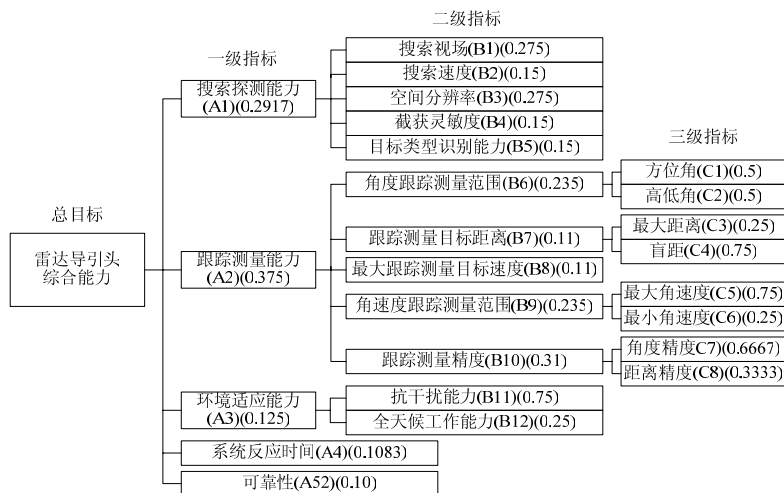 二级指标
一级指标
搜索视场(B1)(0.275)
搜索速度(B2)(0.15)
搜索探测能力
(A1)(0.2917)
空间分辨率(B3)(0.275)
截获灵敏度(B4)(0.15)
目标类型识别能力(B5)(0.15)
三级指标
角度跟踪测量范围(B6)(0.235)
方位角(C1)(0.5)
高低角(C2)(0.5)
总目标
雷达导引头
综合能力
跟踪测量能力
(A2)(0.375)
跟踪测量目标距离(B7)(0.11)
最大距离(C3)(0.25)
盲距(C4)(0.75)
最大跟踪测量目标速度(B8)(0.11)
角速度跟踪测量范围(B9)(0.235)
最大角速度(C5)(0.75)
最小角速度(C6)(0.25)
跟踪测量精度(B10)(0.31)
角度精度C7)(0.6667)
距离精度(C8)(0.3333)
环境适应能力
(A3)(0.125)
抗干扰能力(B11)(0.75)
全天候工作能力(B12)(0.25)
系统反应时间(A4)(0.1083)
可靠性(A52)(0.10)